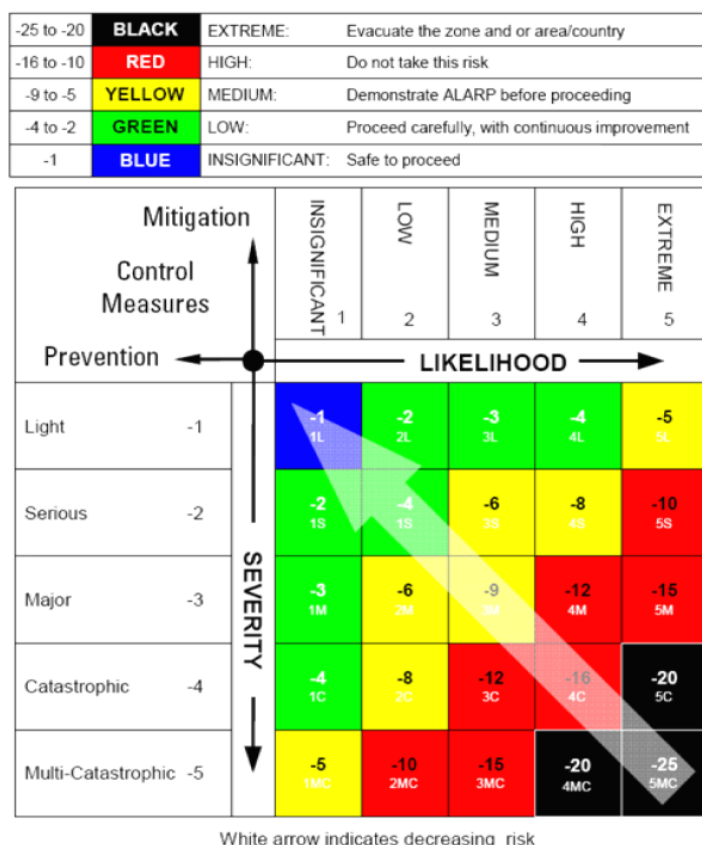 -25 to -20 BLACK EXTREME: Evacuate the zone and or area/country
-16 to -10 RED HIGH: Do not take this risk
-9 to -5 YELLOW MEDIUM: Demonstrate ALARP before proceeding
-4 to -2 GREEN LOW: Proceed carefully, with continuous improvement
-1 BLUE INSIGNIFICANT: Safe to proceed
Mitigation
Control
Measures
Prevention
INSIGNIFICANT 1
LOW 2
MEDIUM 3
HIGH 4
EXTREME 5
LIKELIHOOD
SEVERITY
Light -1
-1 -2 -3 -4 -5
1L 2L 3L 4L 5L
Serious -2
-2 -4 -6 -8 -10
1S 1S 3S 4S 5S
Major -3
-3 -6 -9 -12 -15
1M 2M 3M 4M 5M
Catastrophic -4
-4 -8 -12 -16 -20
1C 2C 3C 4C 5C
Multi-Catastrophic -5
-5 -10 -15 -20 -25
1MC 2MC 3MC 4MC 5MC
White arrow indicates decreasing risk